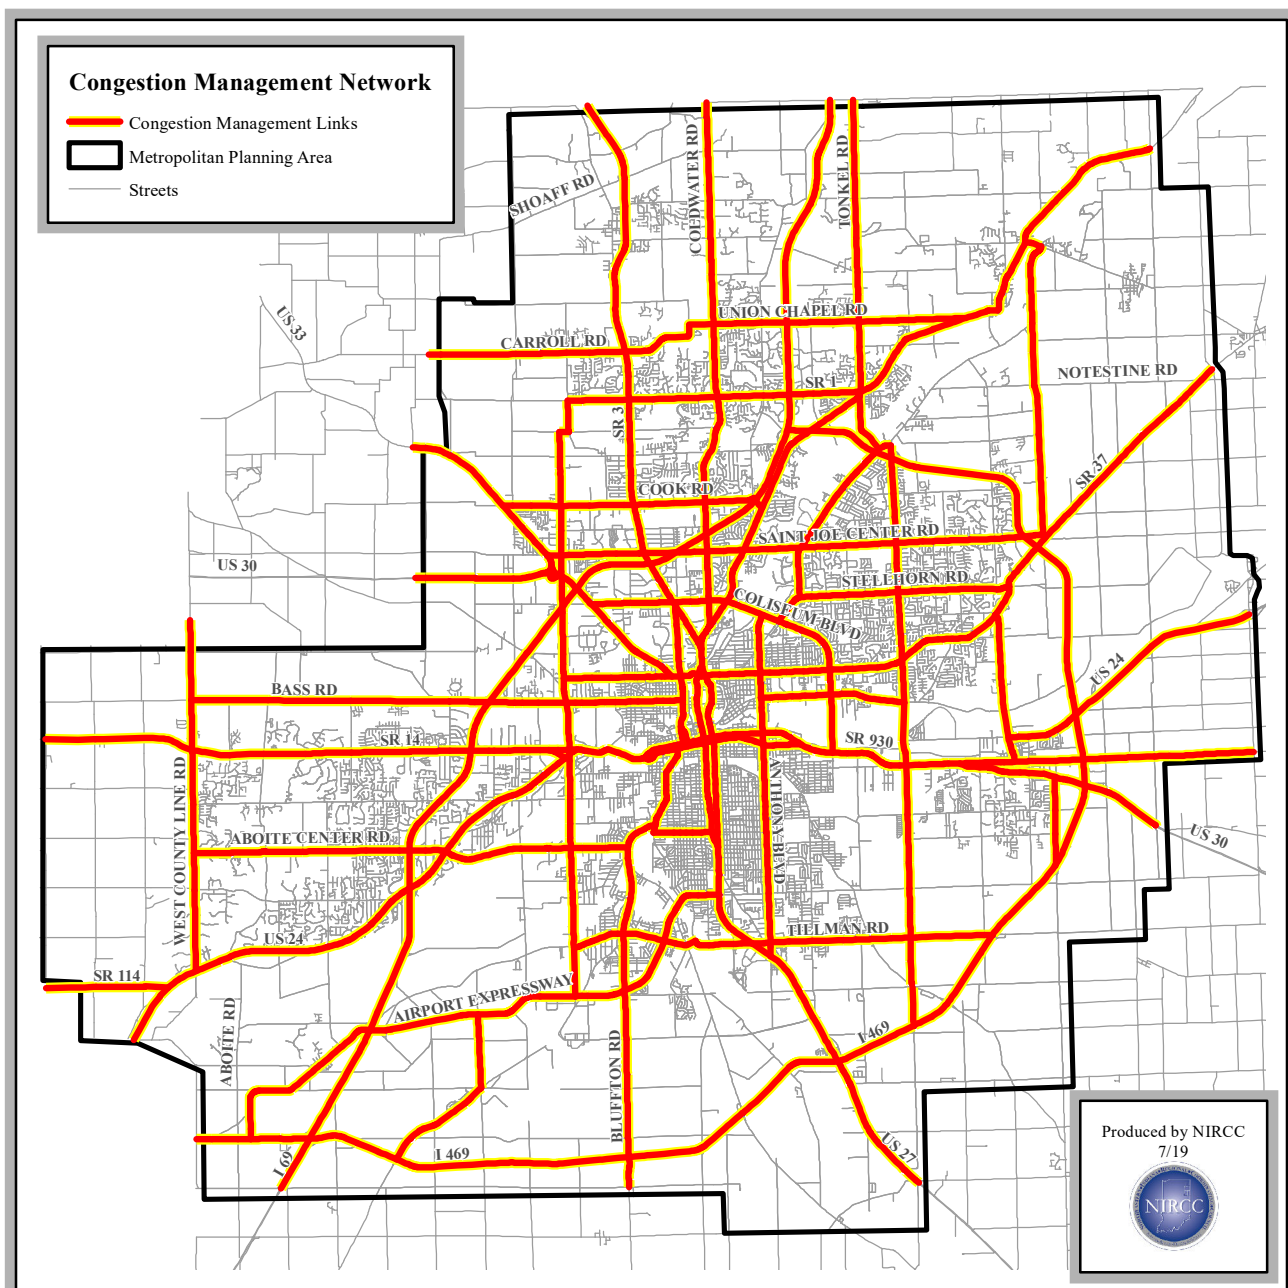 Congestion Management Network
Congestion Management Links
Metropolitan Planning Area
Streets
SHOAFF RD
COLDWATER RD
TONKEL RD
US 33
UNION CHAPEL RD
CARROLL RD
NOTESTINE RD
SR 1
SR 3
SR 37
COOK RD
SAINT JOE CENTER RD
US 30
STELLHORN RD
COLISEUM BLVD
US 24
BASS RD
SR 14
SR 930
WEST COUNTY LINE RD
ANTHONY BLVD
ABOITE CENTER RD
US 30
US 24
TILLMAN RD
SR 114
AIRPORT EXPRESSWAY
ABOITE RD
I 469
BLUFFTON RD
I 69
I 469
US 27
Produced by NIRCC
7/19
NIRCC